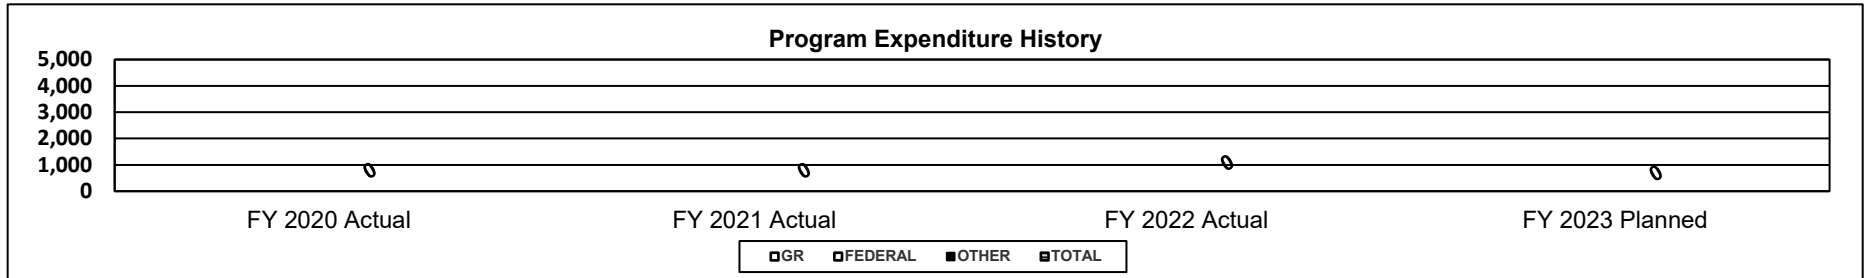 Program Expenditure History
5,000
4,000
3,000
2,000
1,000
0
0 0 0 0
FY 2020 Actual FY 2021 Actual FY 2022 Actual FY 2023 Planned
GR FEDERAL OTHER TOTAL